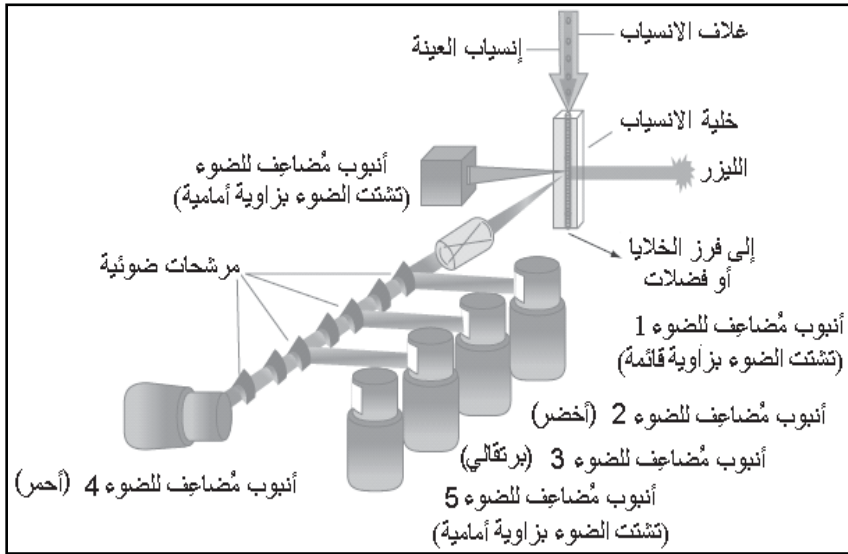 غلاف الانسياب
إنسياب العينة
خلية الانسياب
الليزر
أنبوب مُضاعِف للضوء
(تشتت الضوء بزاوية أمامية)
إلى فرز الخلايا
أو فضلات
مرشحات ضوئية
أنبوب مُضاعِف للضوء 1
(تشتت الضوء بزاوية قائمة)
أنبوب مُضاعِف للضوء 2 (أخضر)
أنبوب مُضاعِف للضوء 3 (برتقالي)
أنبوب مُضاعِف للضوء 4 (أحمر)
أنبوب مُضاعِف للضوء 5
(تشتت الضوء بزاوية أمامية)